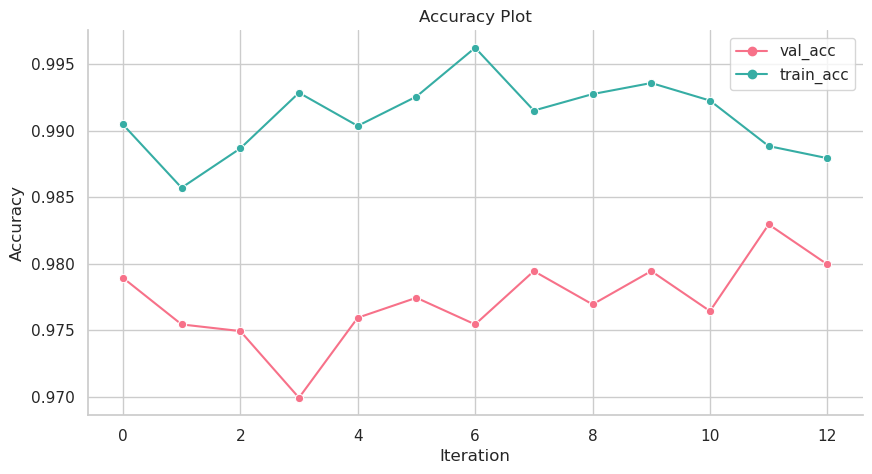 Accuracy Plot
val_acc
train_acc
0.995
0.990
0.985
0.980
0.975
0.970
Accuracy
0 2 4 6 8 10 12
Iteration